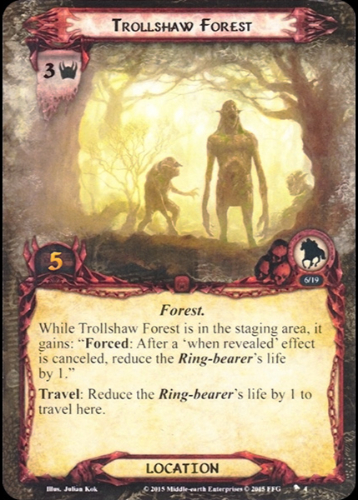 TROLLSHAW FOREST
3
5
6/19
Forest.
While Trollshaw Forest is in the staging area, it
gains: “Forced: After a ‘when revealed’ effect
is canceled, reduce the Ring-bearer’s life
by 1.”
Travel: Reduce the Ring-bearer’s life by 1 to
travel here.
Illus. Julian Kok © 2015 Middle-earth Enterprises © 2015 FFG 4
LOCATION